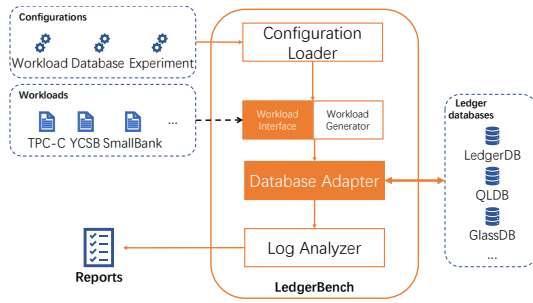 Configurations
Workload Database Experiment
Workloads
TPC-C YCSB SmallBank
...
Configuration
Loader
Workload
Interface
Workload
Generator
Database Adapter
Log Analyzer
LedgerBench
Reports
Ledger
databases
LedgerDB
QLDB
GlassDB
...